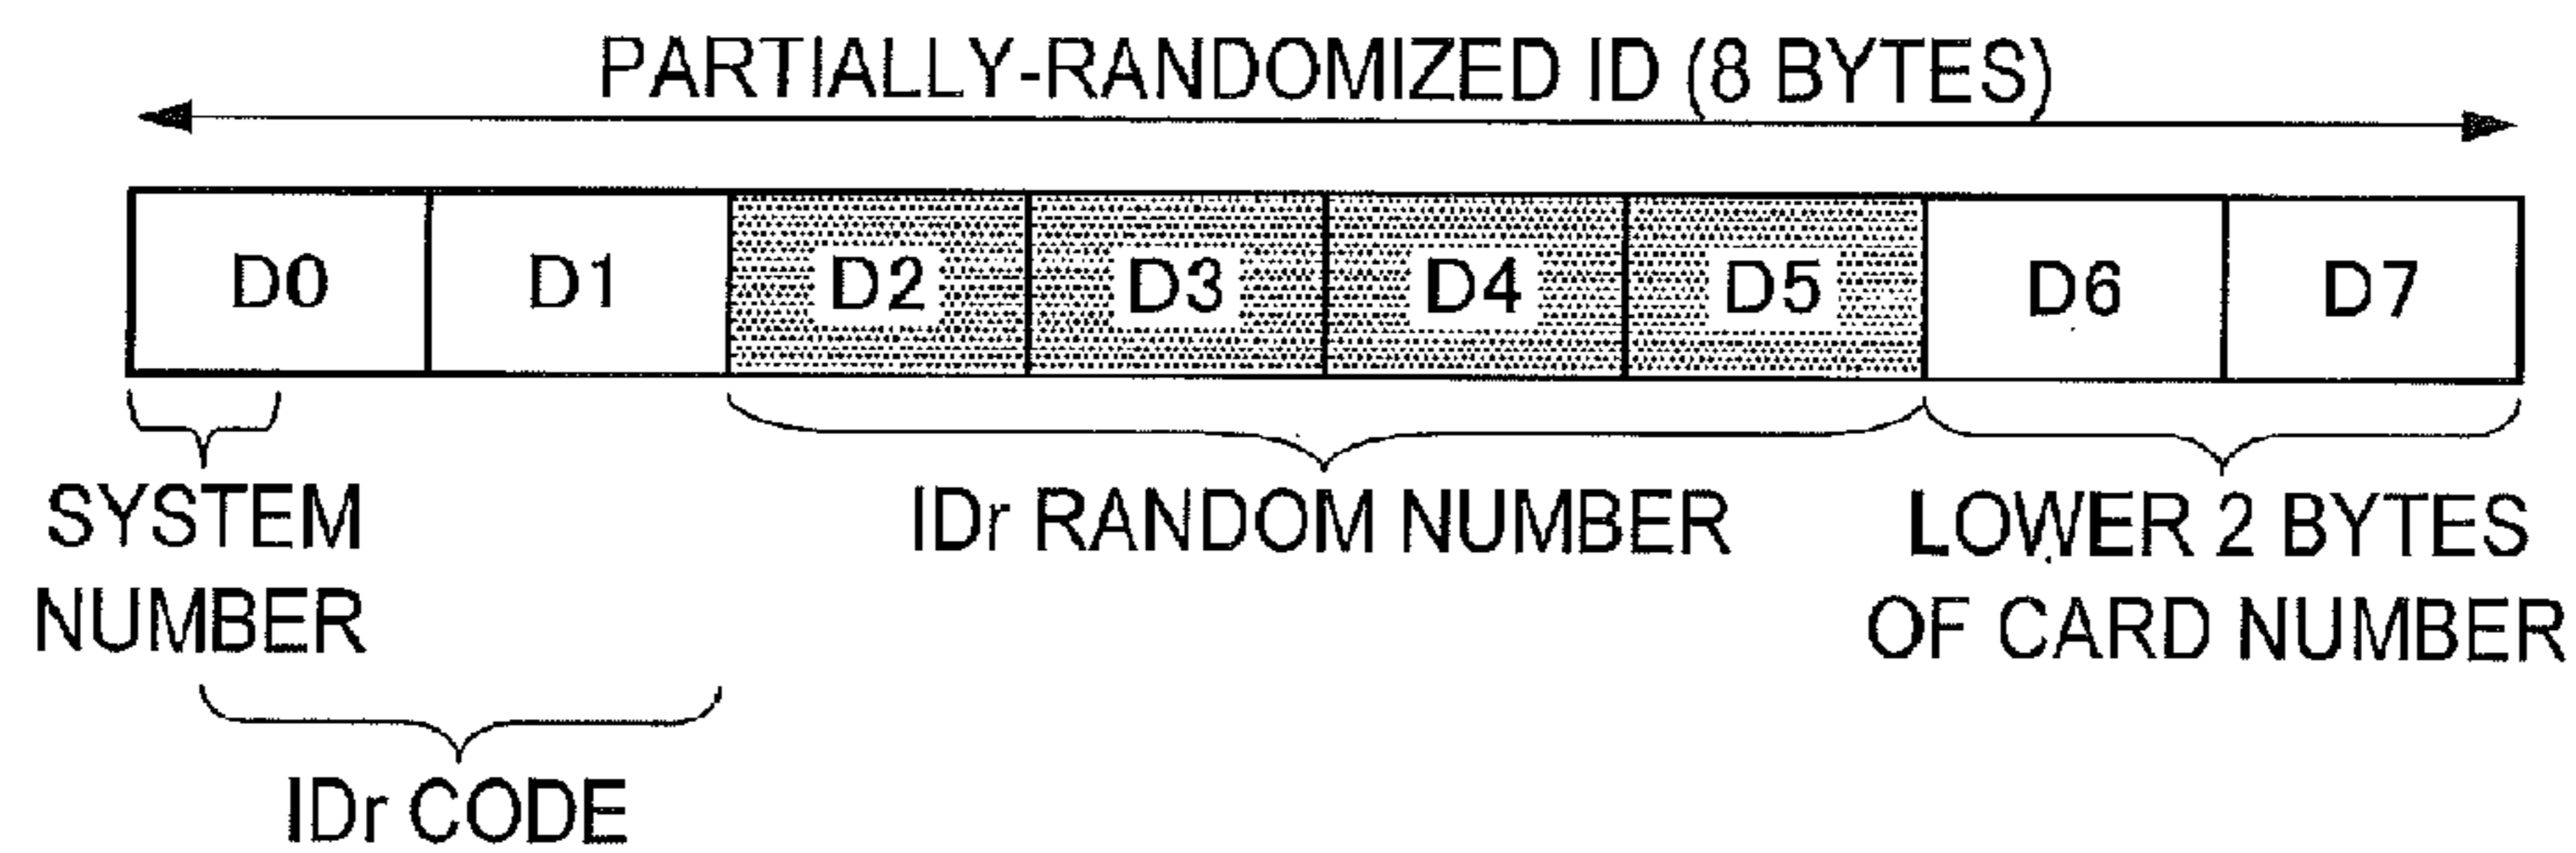 PARTIALLY-RANDOMIZED ID (8 BYTES)
D0 D1 D2 D3 D4 D5 D6 D7
SYSTEM
NUMBER
IDr RANDOM NUMBER
LOWER 2 BYTES
OF CARD NUMBER
IDr CODE